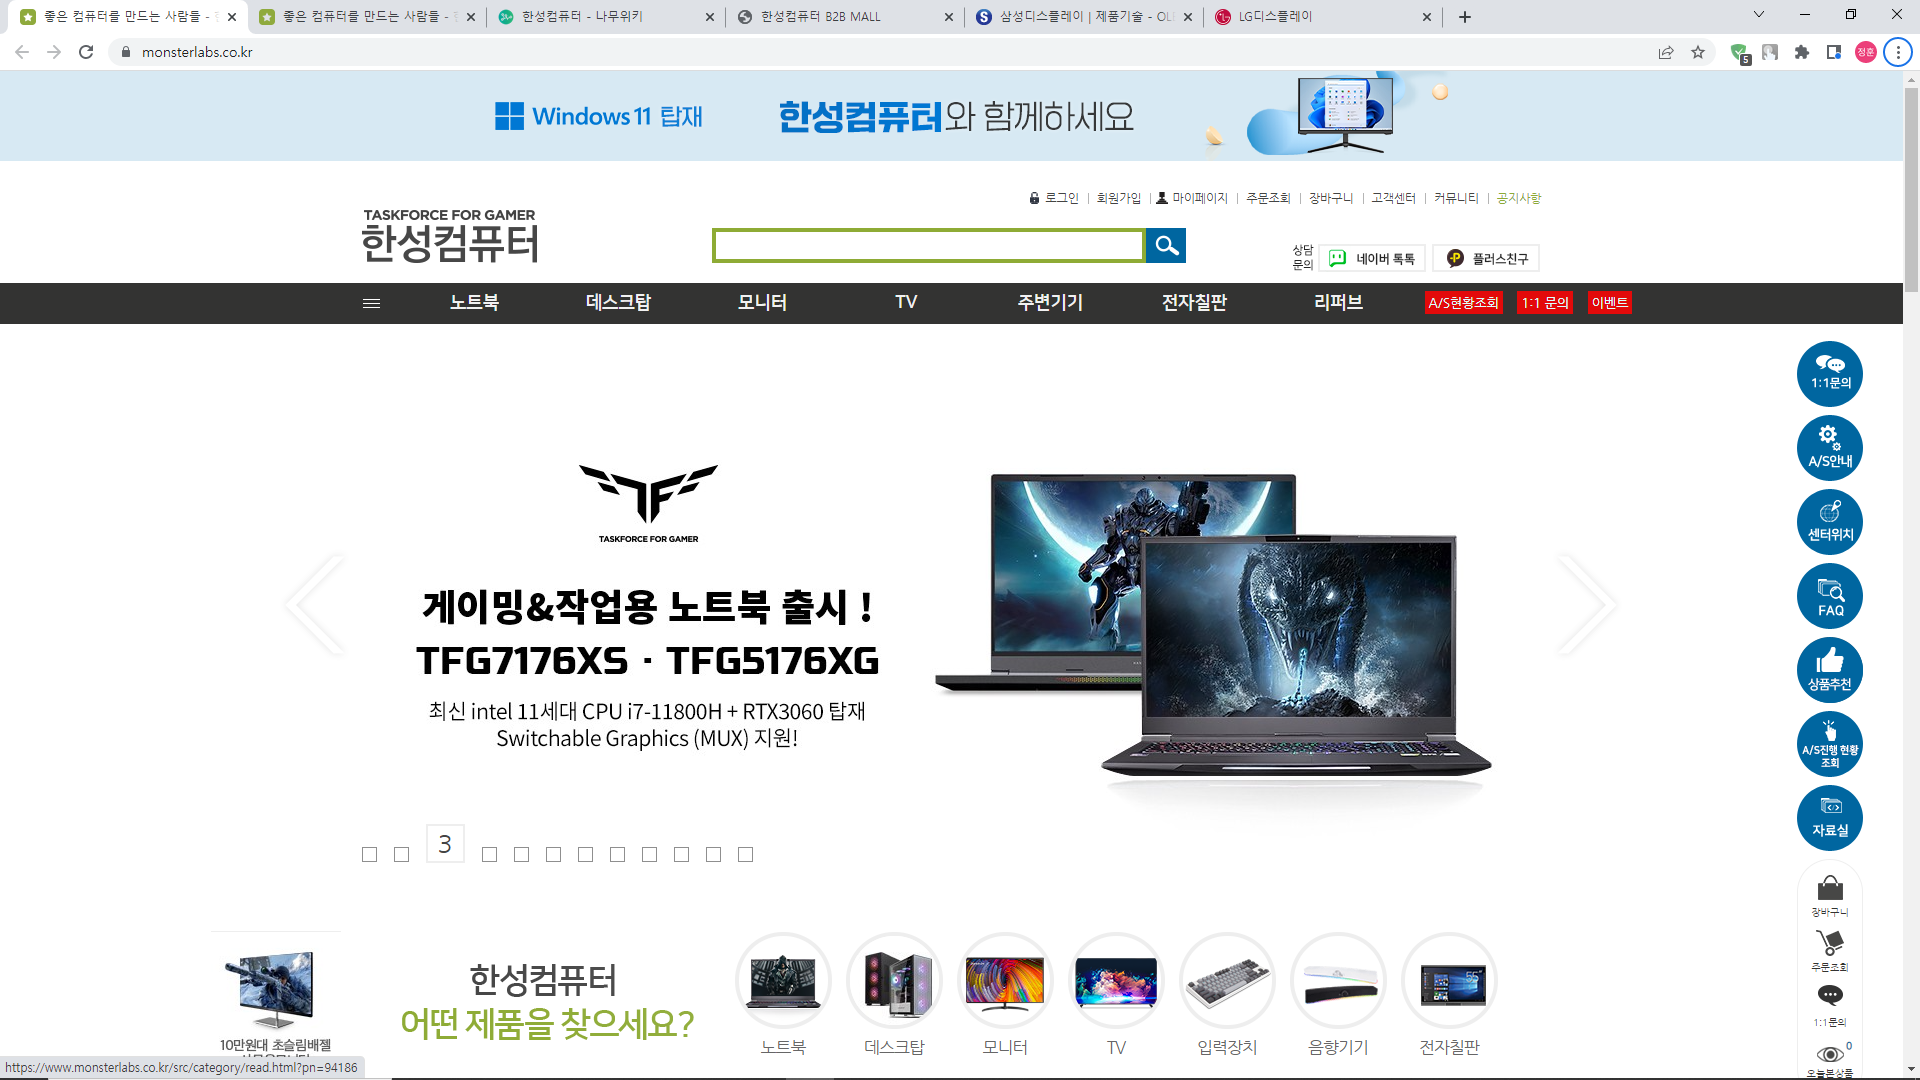 좋은 컴퓨터를 만드는 사람들 -
좋은 컴퓨터를 만드는 사람들 -
한성컴퓨터 - 나무위키
한성컴퓨터 B2B MALL
삼성디스플레이 | 제품기술 - OL
LG디스플레이
monsterlabs.co.kr
5
정훈
Windows 11 탑재
한성컴퓨터와 함께하세요
로그인
회원가입
마이페이지
주문조회
장바구니
고객센터
커뮤니티
공지사항
TASKFORCE FOR GAMER
한성컴퓨터
상담
문의
네이버 톡톡
플러스친구
노트북
데스크탑
모니터
TV
주변기기
전자칠판
리퍼브
A/S현황조회
1:1 문의
이벤트
TASKFORCE FOR GAMER
게이밍&작업용 노트북 출시 !
TFG7176XS · TFG5176XG
최신 intel 11세대 CPU i7-11800H + RTX3060 탑재
Switchable Graphics (MUX) 지원!
3
1:1문의
A/S안내
센터위치
FAQ
상품추천
A/S진행 현황
조회
자료실
장바구니
주문조회
1:1문의
0
오늘본상품
10만원대 초슬림베젤
한성컴퓨터
어떤 제품을 찾으세요?
55"
노트북
데스크탑
모니터
TV
입력장치
음향기기
전자칠판
https://www.monsterlabs.co.kr/src/category/read.html?pn=94186